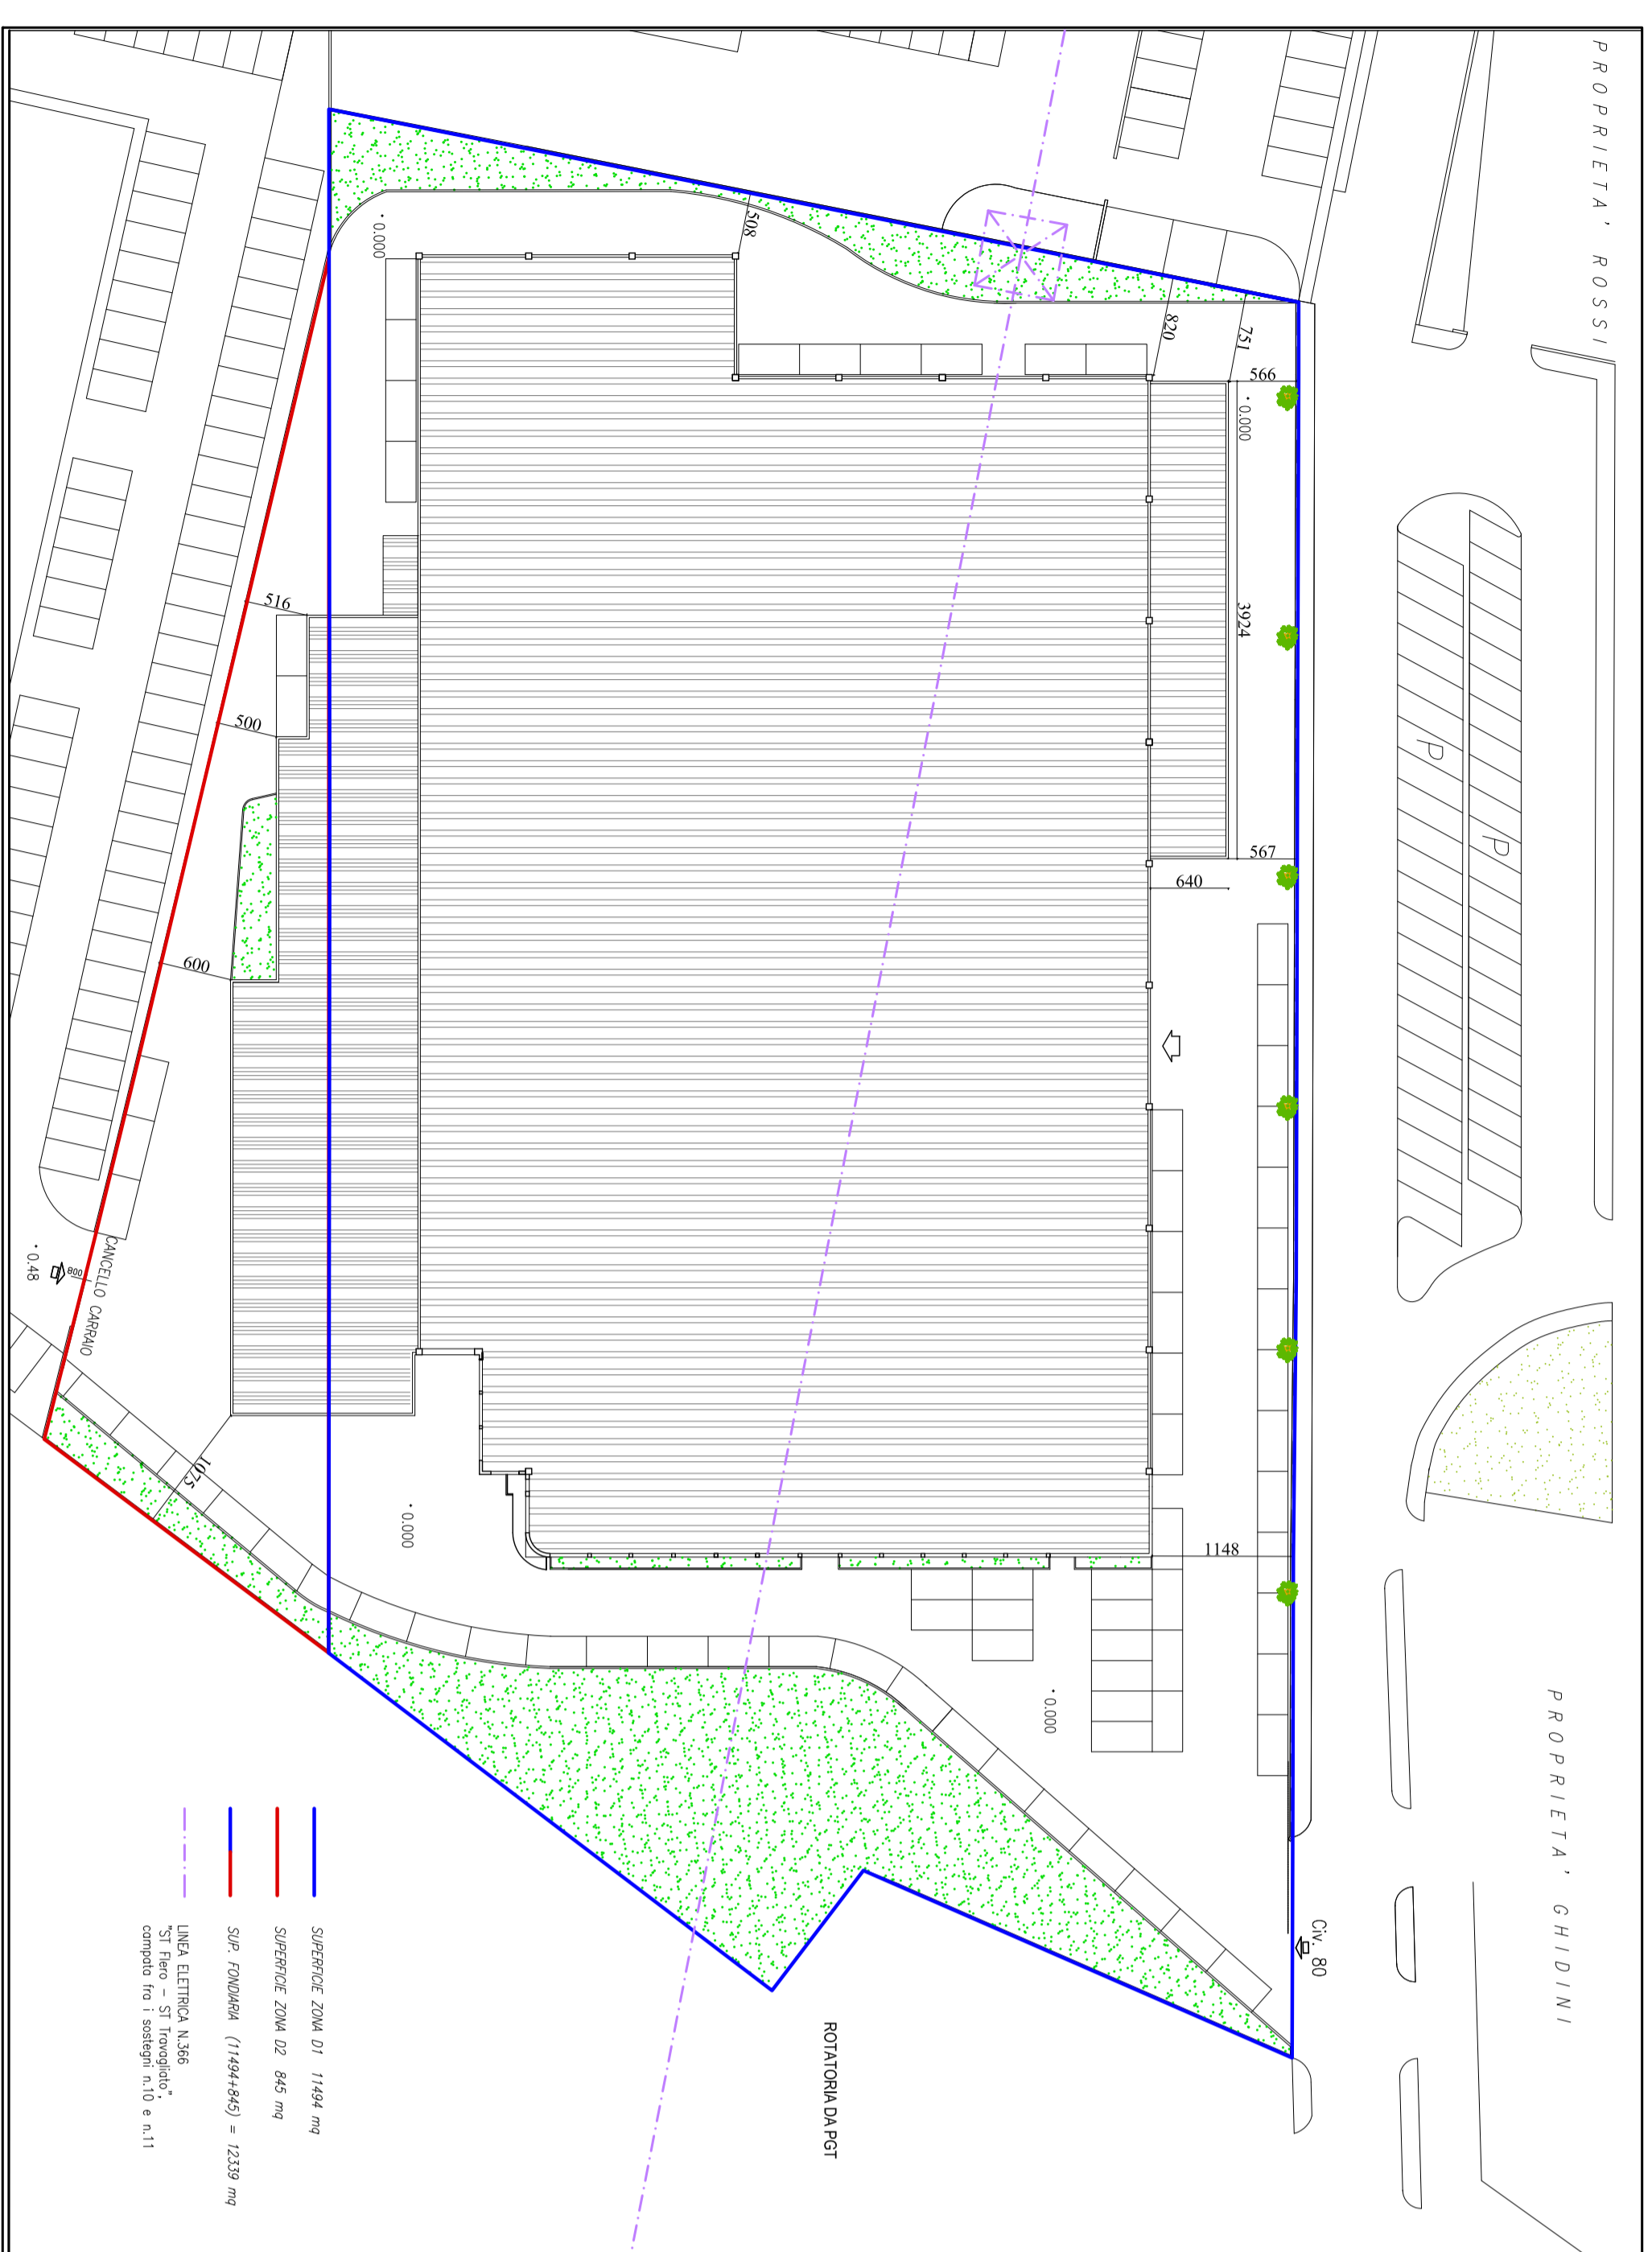 PROPRIETA' ROSSI
PROPRIETA' GHIDINI
P
P
Civ. 80
566
751
820
508
0.000
0.000
3924
567
640
516
500
600
1148
0.000
0.000
1075
CANCELLO CARRAIO
800
0.48
ROTATORIA DA PGT
SUPERFICIE ZONA D1 11494 mq
SUPERFICIE ZONA D2 845 mq
SUP. FONDIARIA (11494+845) = 12339 mq
LINEA ELETTRICA N.366
"ST Flero - ST Travagliato",
campata fra i sostegni n.10 e n.11